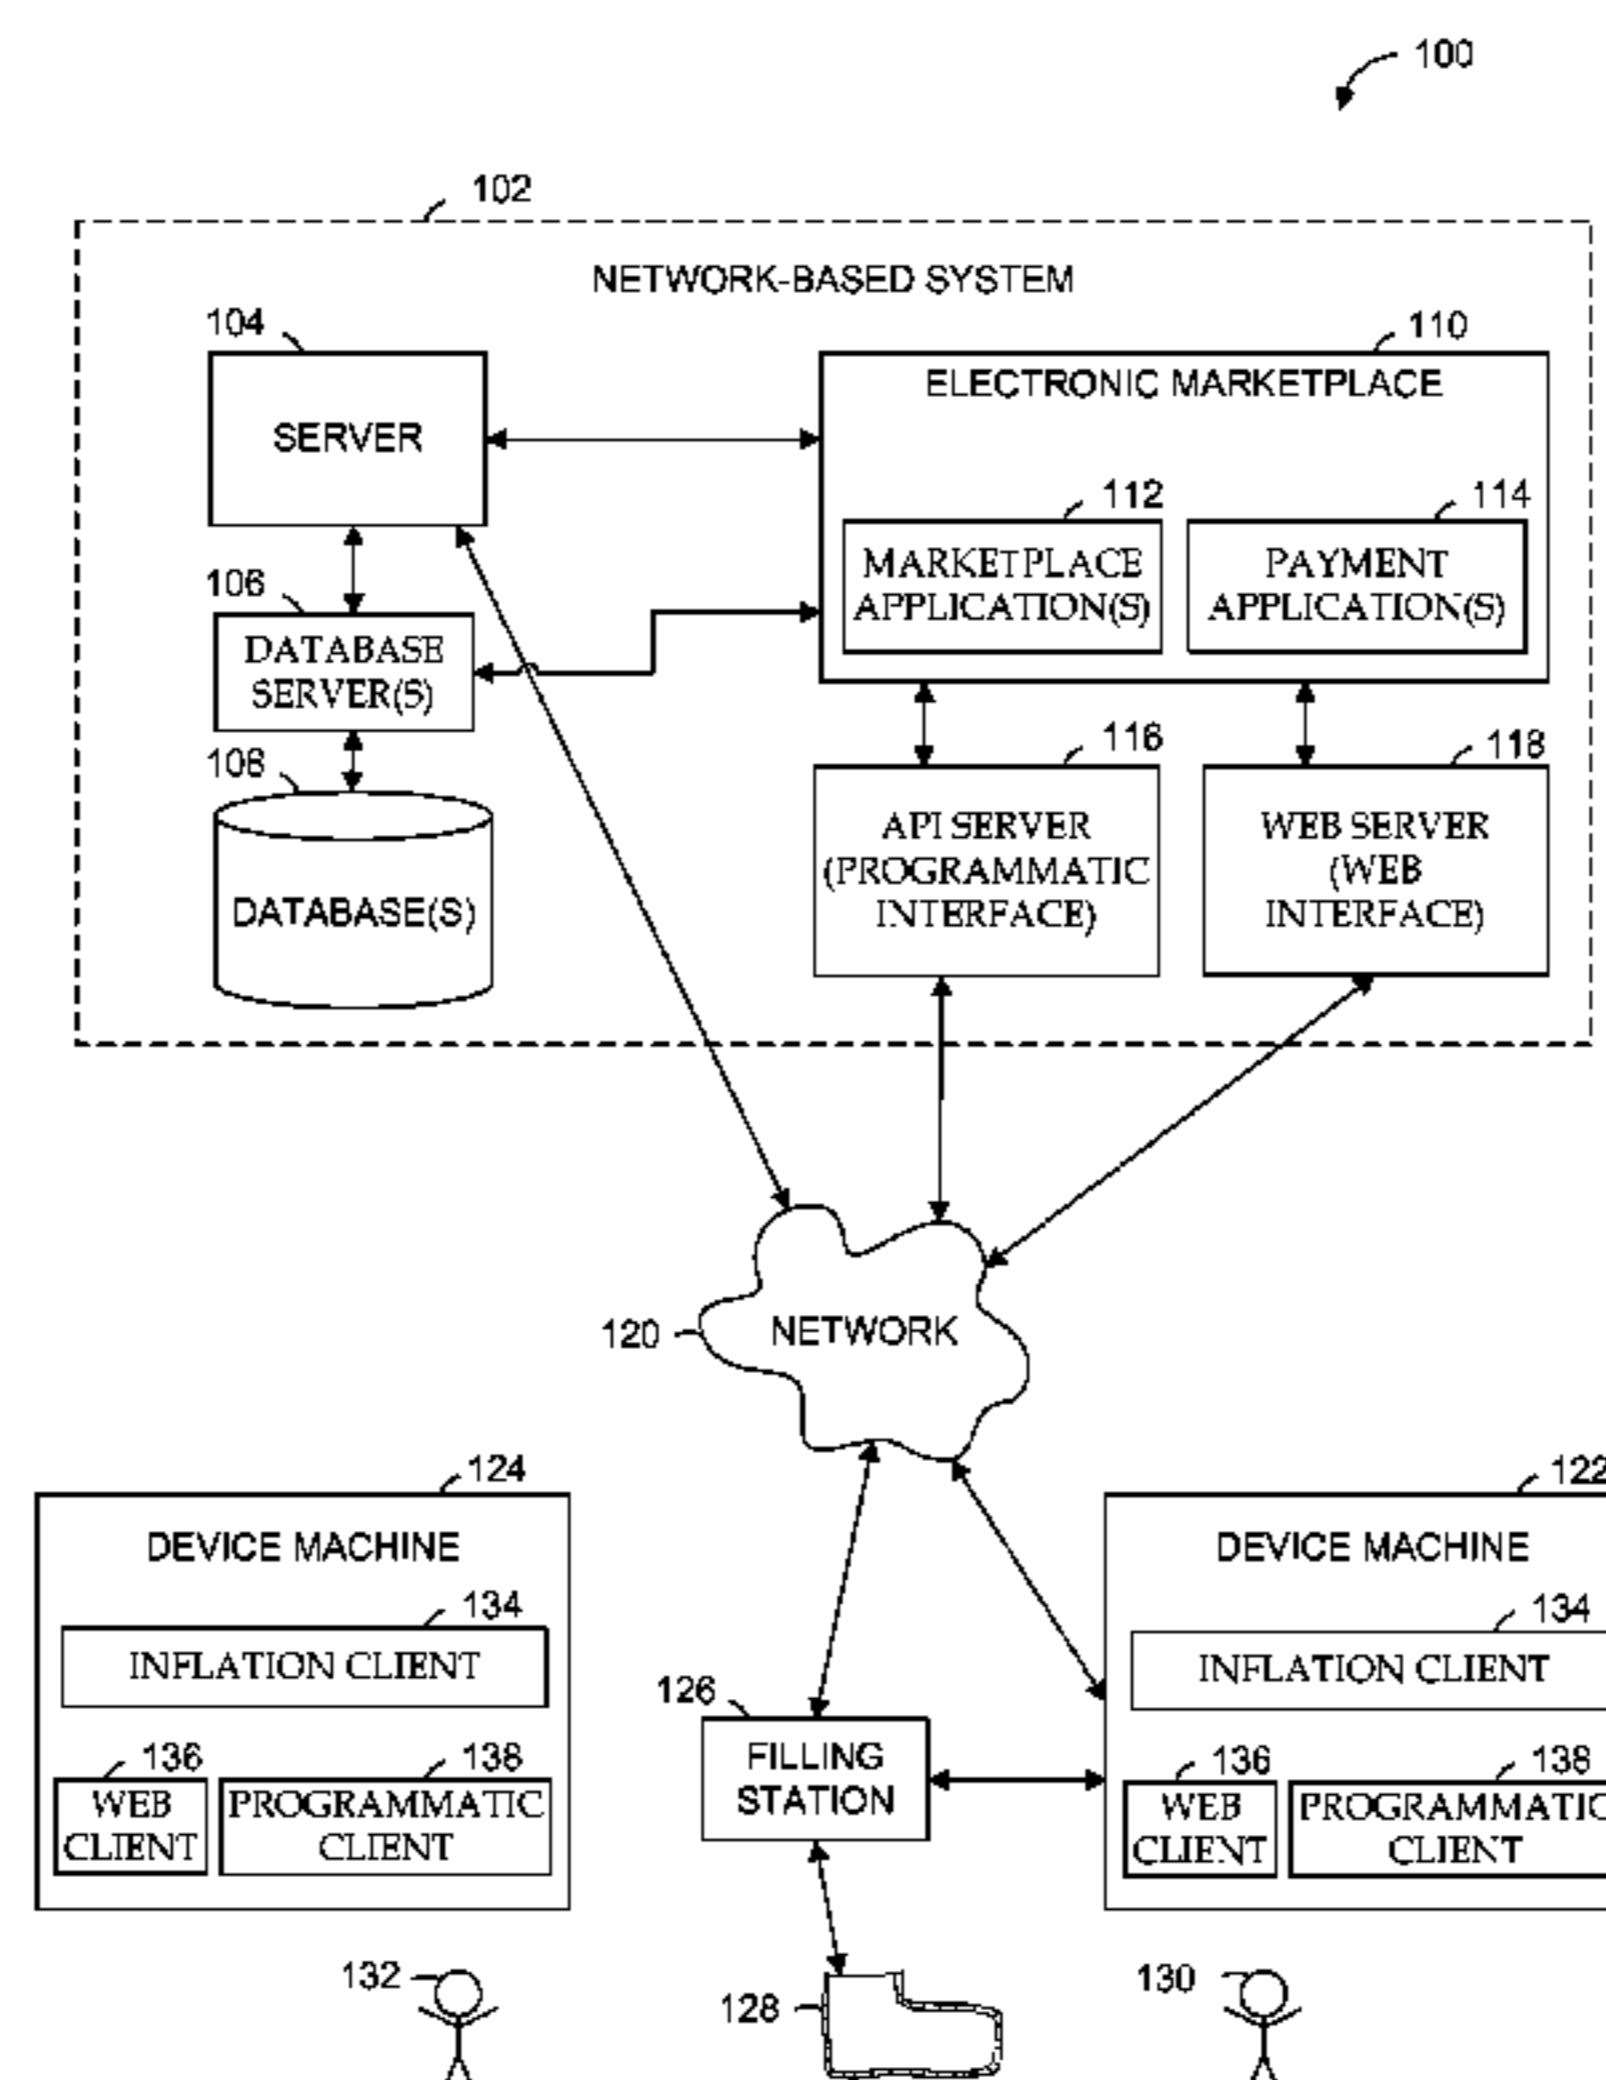 100
102
NETWORK-BASED SYSTEM
104
110
SERVER
ELECTRONIC MARKETPLACE
112
114
MARKETPLACE
APPLICATION(S)
PAYMENT
APPLICATION(S)
106
DATABASE
SERVER(S)
108
116
118
DATABASE(S)
API SERVER
(PROGRAMMATIC
INTERFACE)
WEB SERVER
(WEB
INTERFACE)
120
NETWORK
124
122
DEVICE MACHINE
DEVICE MACHINE
134
134
INFLATION CLIENT
INFLATION CLIENT
126
FILLING
STATION
136
138
136
138
WEB
CLIENT
PROGRAMMATIC
CLIENT
WEB
CLIENT
PROGRAMMATIC
CLIENT
132
128
130